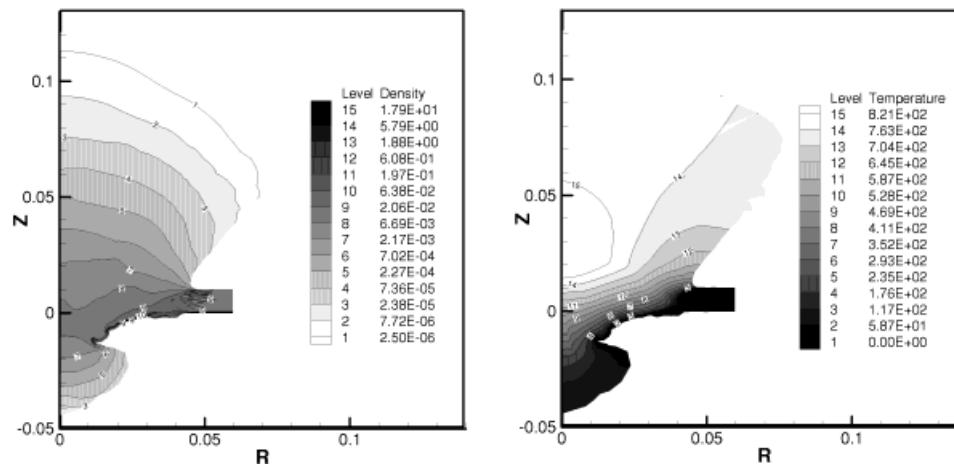 0.1
0.05
0
-0.05
Z
0
0.05
0.1
R
Level Density
15 1.79E+01
14 5.79E+00
13 1.88E+00
12 6.08E-01
11 1.97E-01
10 6.38E-02
9 2.06E-02
8 6.69E-03
7 2.17E-03
6 7.02E-04
5 2.27E-04
4 7.36E-05
3 2.38E-05
2 7.72E-06
1 2.50E-06
0.1
0.05
0
-0.05
Z
0
0.05
0.1
R
Level Temperature
15 8.21E+02
14 7.63E+02
13 7.04E+02
12 6.45E+02
11 5.87E+02
10 5.28E+02
9 4.69E+02
8 4.11E+02
7 3.52E+02
6 2.93E+02
5 2.35E+02
4 1.76E+02
3 1.17E+02
2 5.87E+01
1 0.00E+00